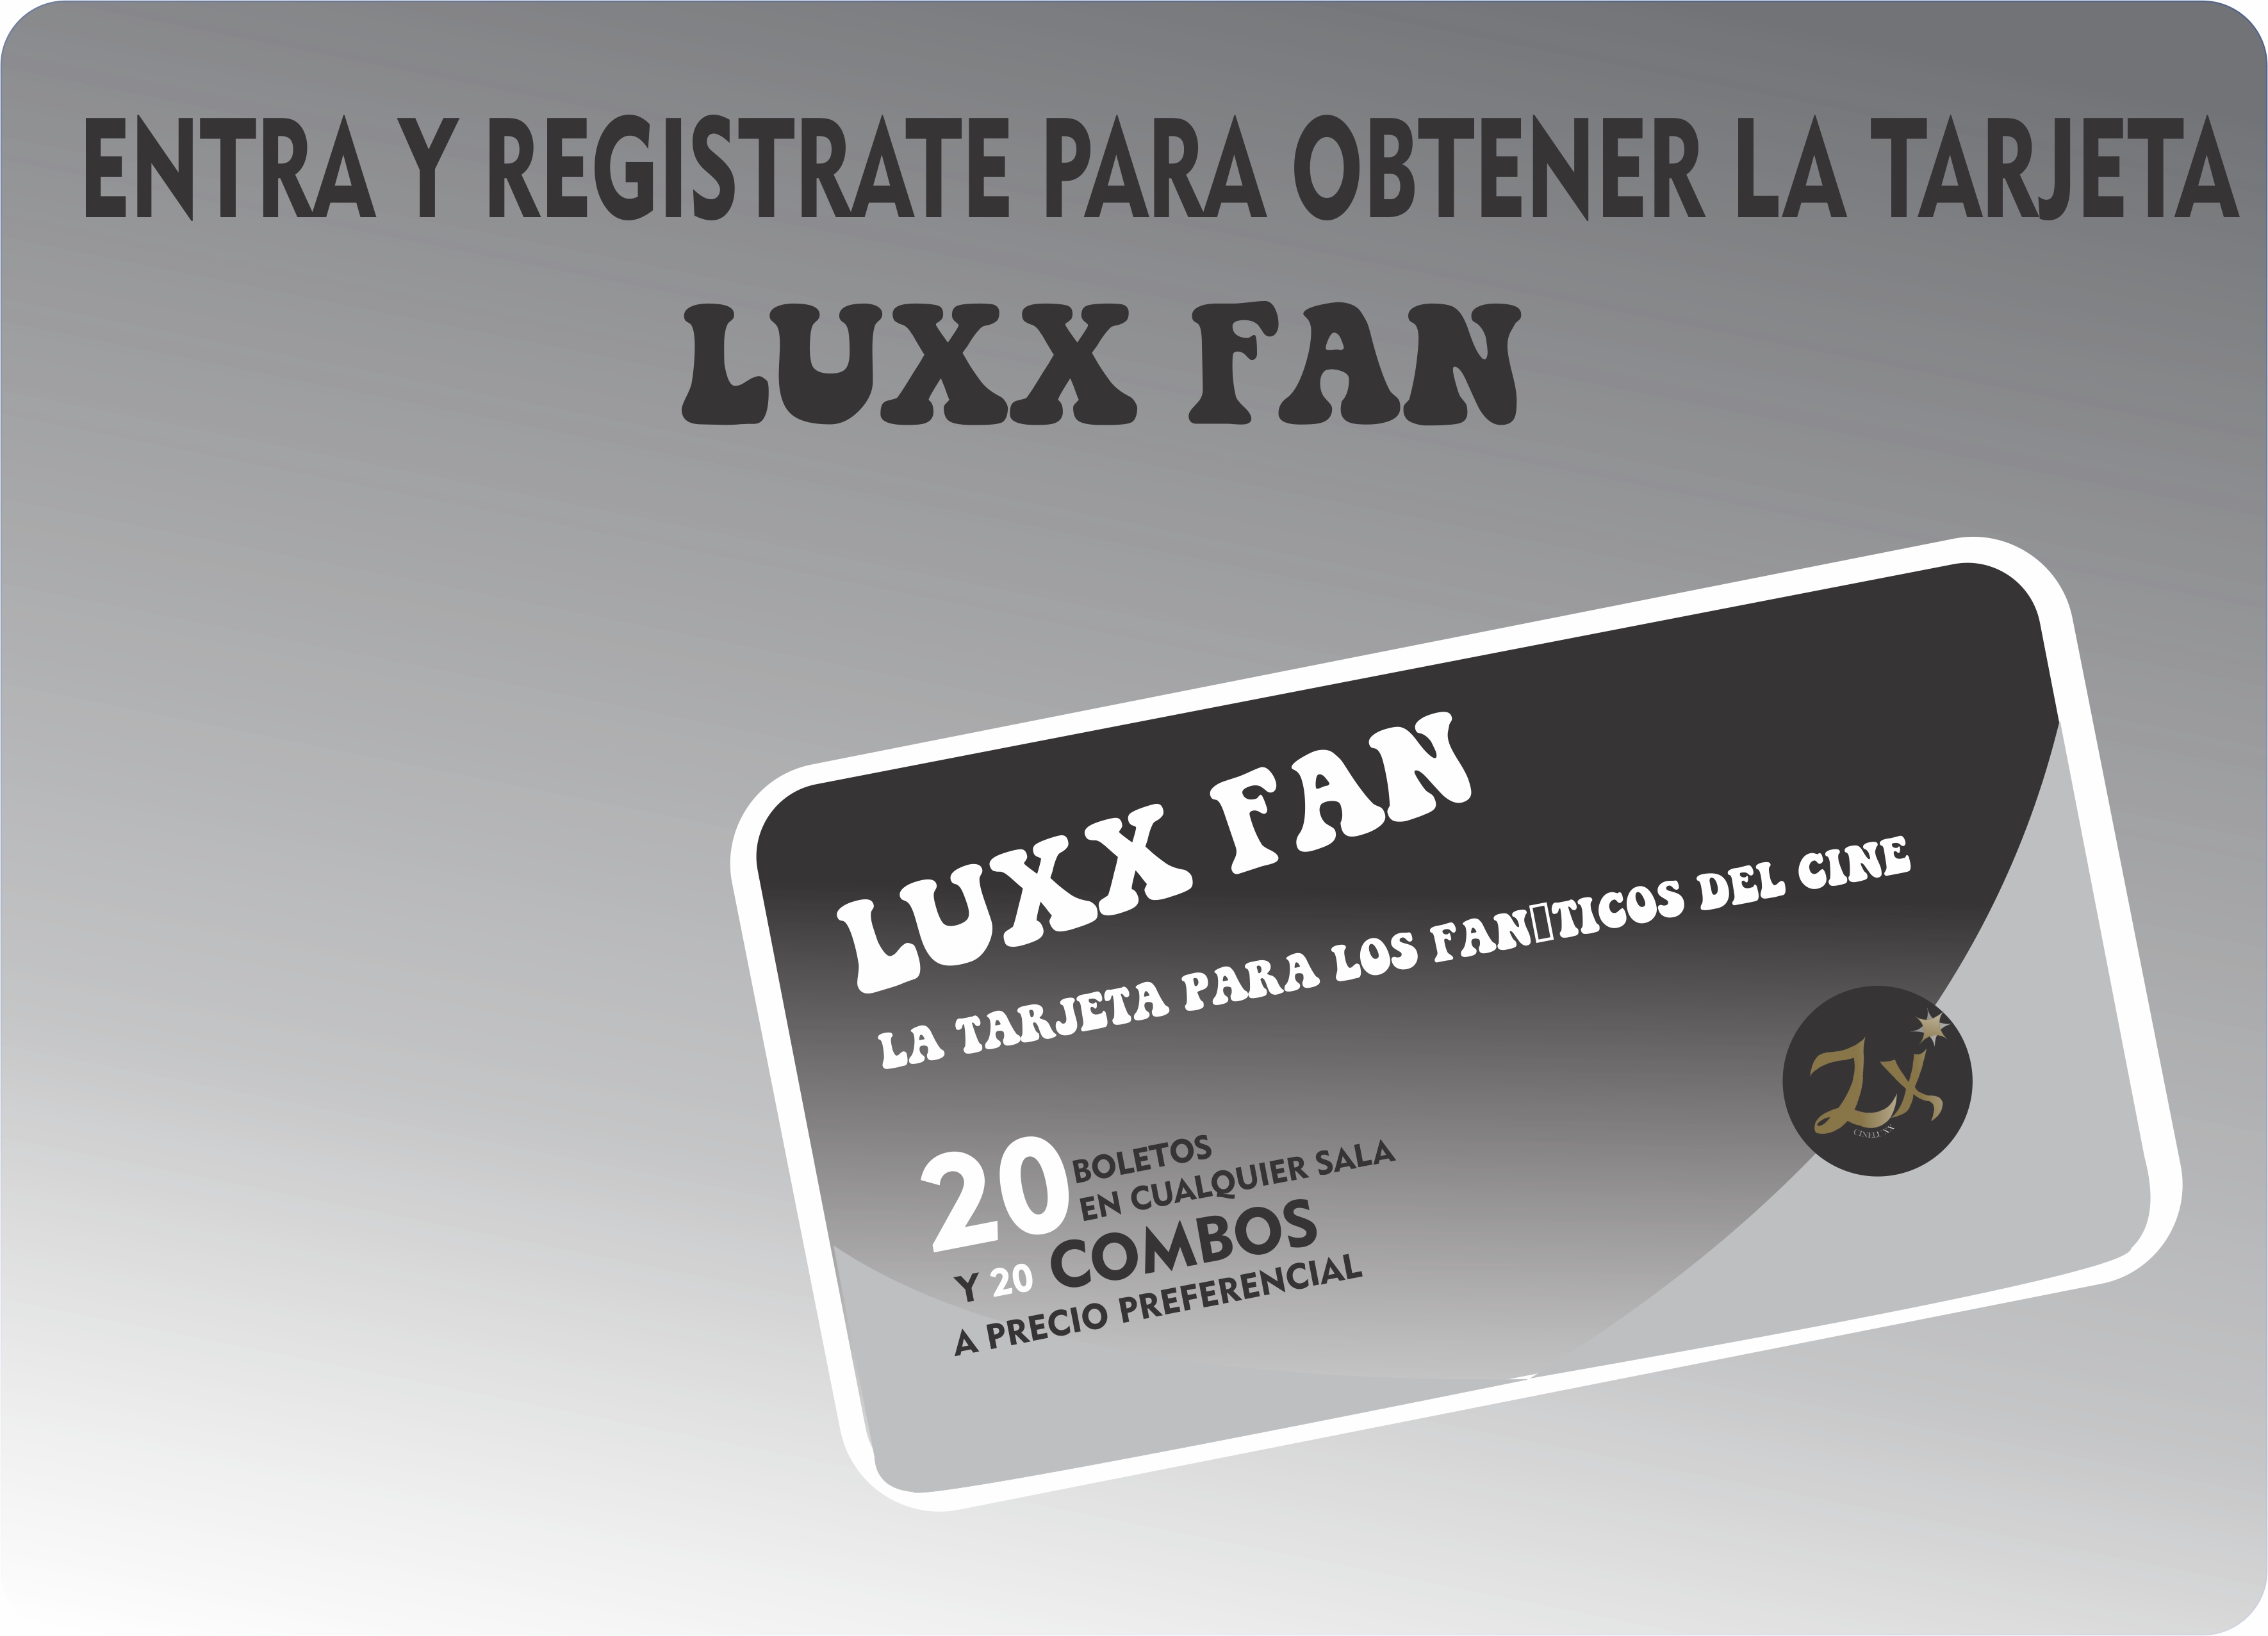 ENTRA Y REGISTRATE PARA OBTENER LA TARJETA
LUXX FAN
LUXX FAN
LA TARJETA PARA LOS FAN▯TICOS DEL CINE
20 BOLETOS
EN CUALQUIER SALA
Y 20 COMBOS
A PRECIO PREFERENCIAL
Lx
CINELUXX